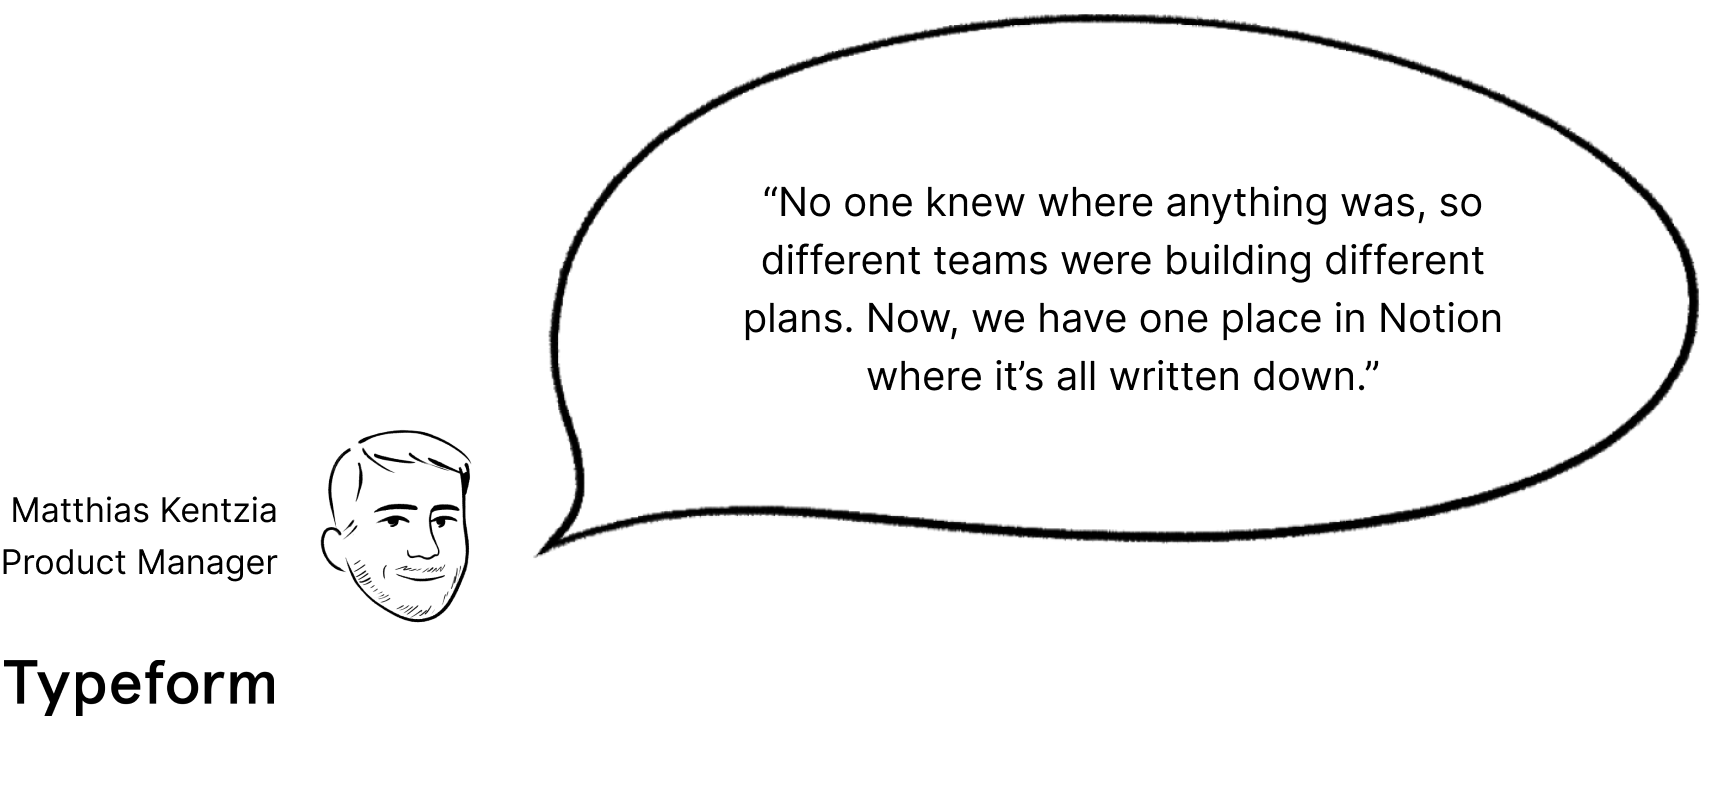 “No one knew where anything was, so
different teams were building different
plans. Now, we have one place in Notion
where it’s all written down.”
Matthias Kentzia
Product Manager
Typeform